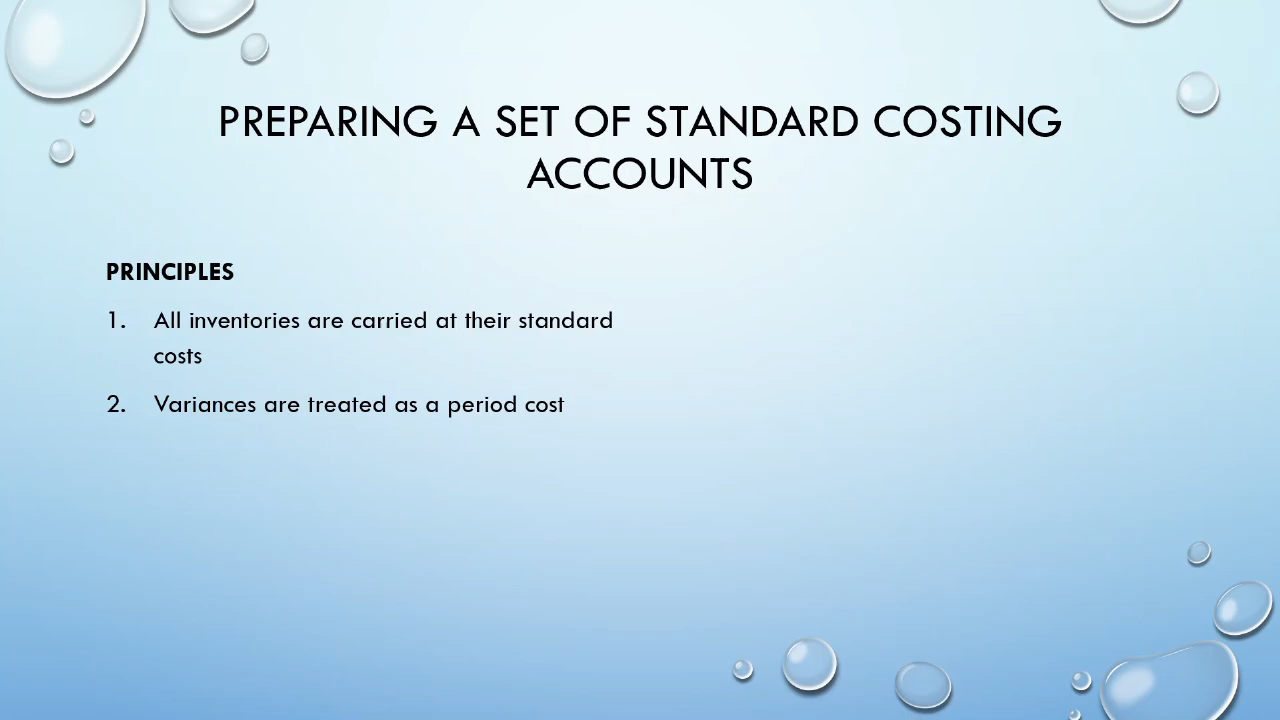 PREPARING A SET OF STANDARD COSTING
ACCOUNTS
PRINCIPLES
1. All inventories are carried at their standard
costs
2. Variances are treated as a period cost